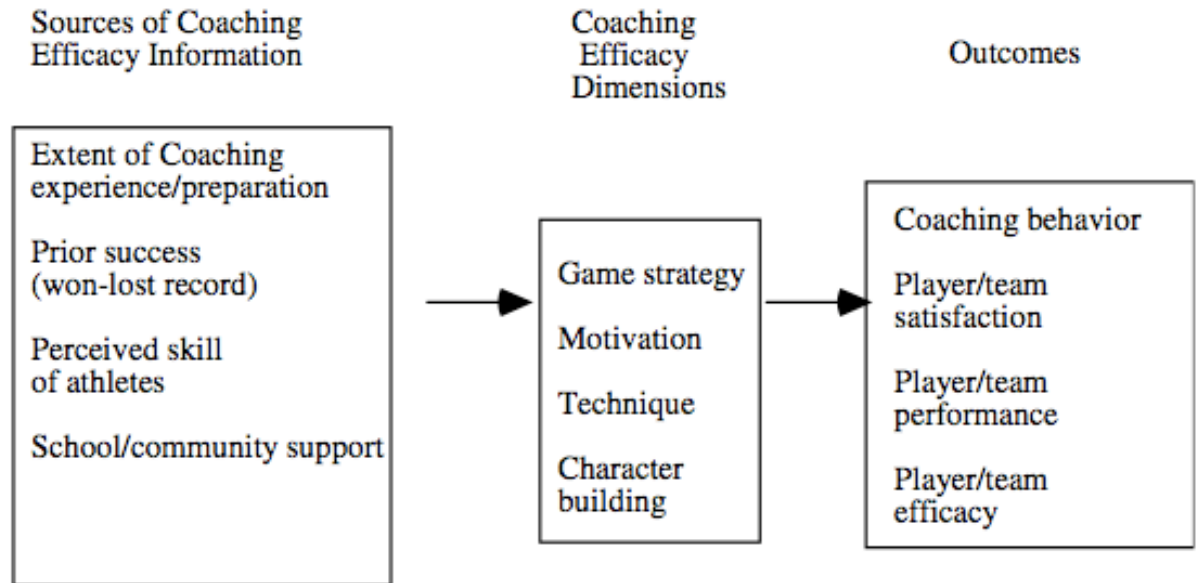 Sources of Coaching
Efficacy Information
Coaching
Efficacy
Dimensions
Outcomes
Extent of Coaching
experience/preparation
Prior success
(won-lost record)
Perceived skill
of athletes
School/community support
Game strategy
Motivation
Technique
Character
building
Coaching behavior
Player/team
satisfaction
Player/team
performance
Player/team
efficacy